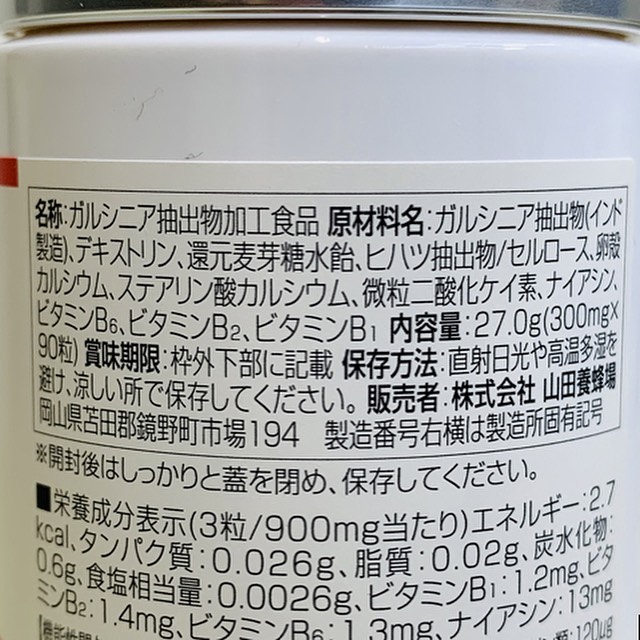 名称:ガルシニア抽出物加工食品 原材料名:ガルシニア抽出物(インド
製造)、デキストリン、還元麦芽糖水飴、ヒハツ抽出物/セルロース、卵殻
カルシウム、ステアリン酸カルシウム、微粒二酸化ケイ素、ナイアシン、
ビタミンB6、ビタミンB2、ビタミンB1 内容量:27.0g(300mg×
90粒) 賞味期限:枠外下部に記載 保存方法:直射日光や高温多湿を
避け、涼しい所で保存してください。 販売者:株式会社 山田養蜂場
岡山県苫田郡鏡野町市場194 製造番号右横は製造所固有記号
※開封後はしっかりと蓋を閉め、保存してください。
■栄養成分表示(3粒/900mg当たり)エネルギー:2.7
kcal、タンパク質:0.026g、脂質:0.02g、炭水化物:
0.6g、食塩相当量:0.0026g、ビタミンB1:1.2mg、ビタ
ミンB2:1.4mg、ビタミンB6:1.3mg、ナイアシン:13mg
:120μg